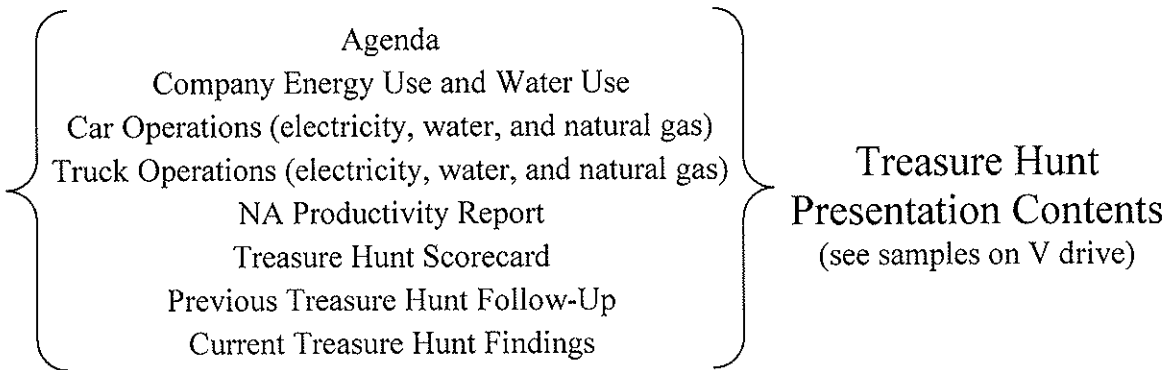 Agenda
Company Energy Use and Water Use
Car Operations (electricity, water, and natural gas)
Truck Operations (electricity, water, and natural gas)
NA Productivity Report
Treasure Hunt Scorecard
Previous Treasure Hunt Follow-Up
Current Treasure Hunt Findings
Treasure Hunt
Presentation Contents
(see samples on V drive)